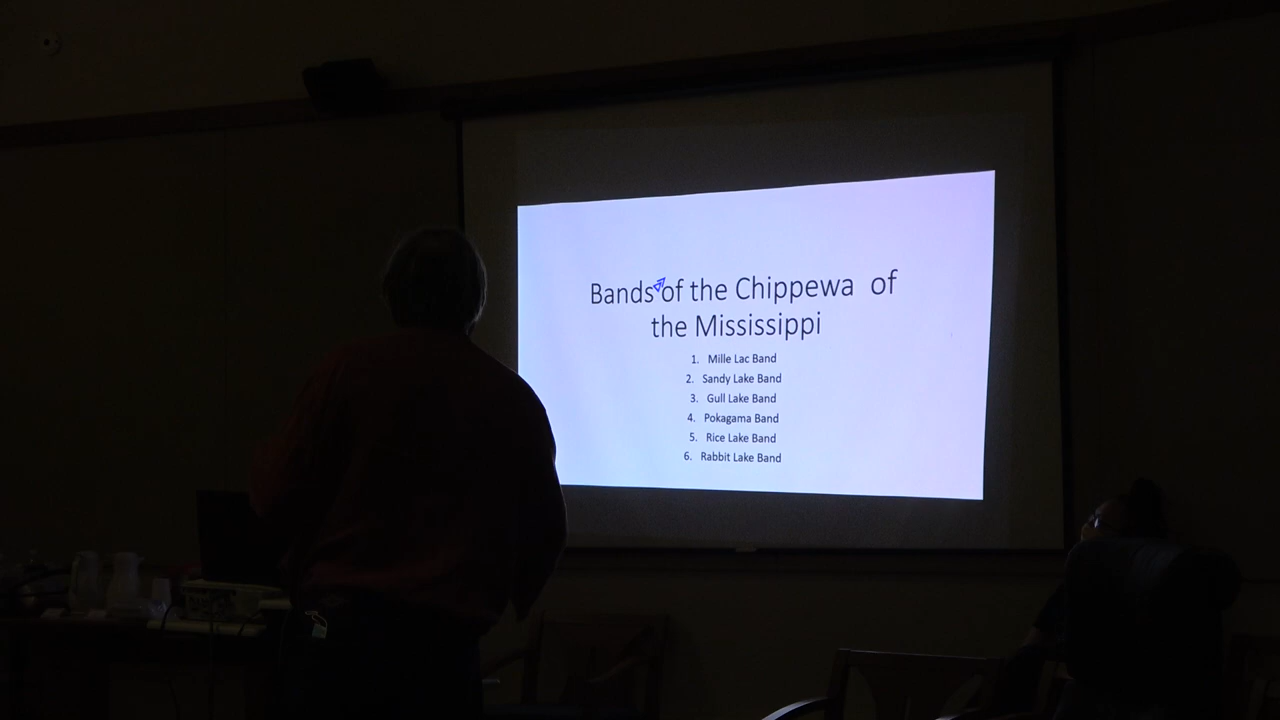 Bands of the Chippewa of
the Mississippi
1. Mille Lac Band
2. Sandy Lake Band
3. Gull Lake Band
4. Pokagama Band
5. Rice Lake Band
6. Rabbit Lake Band